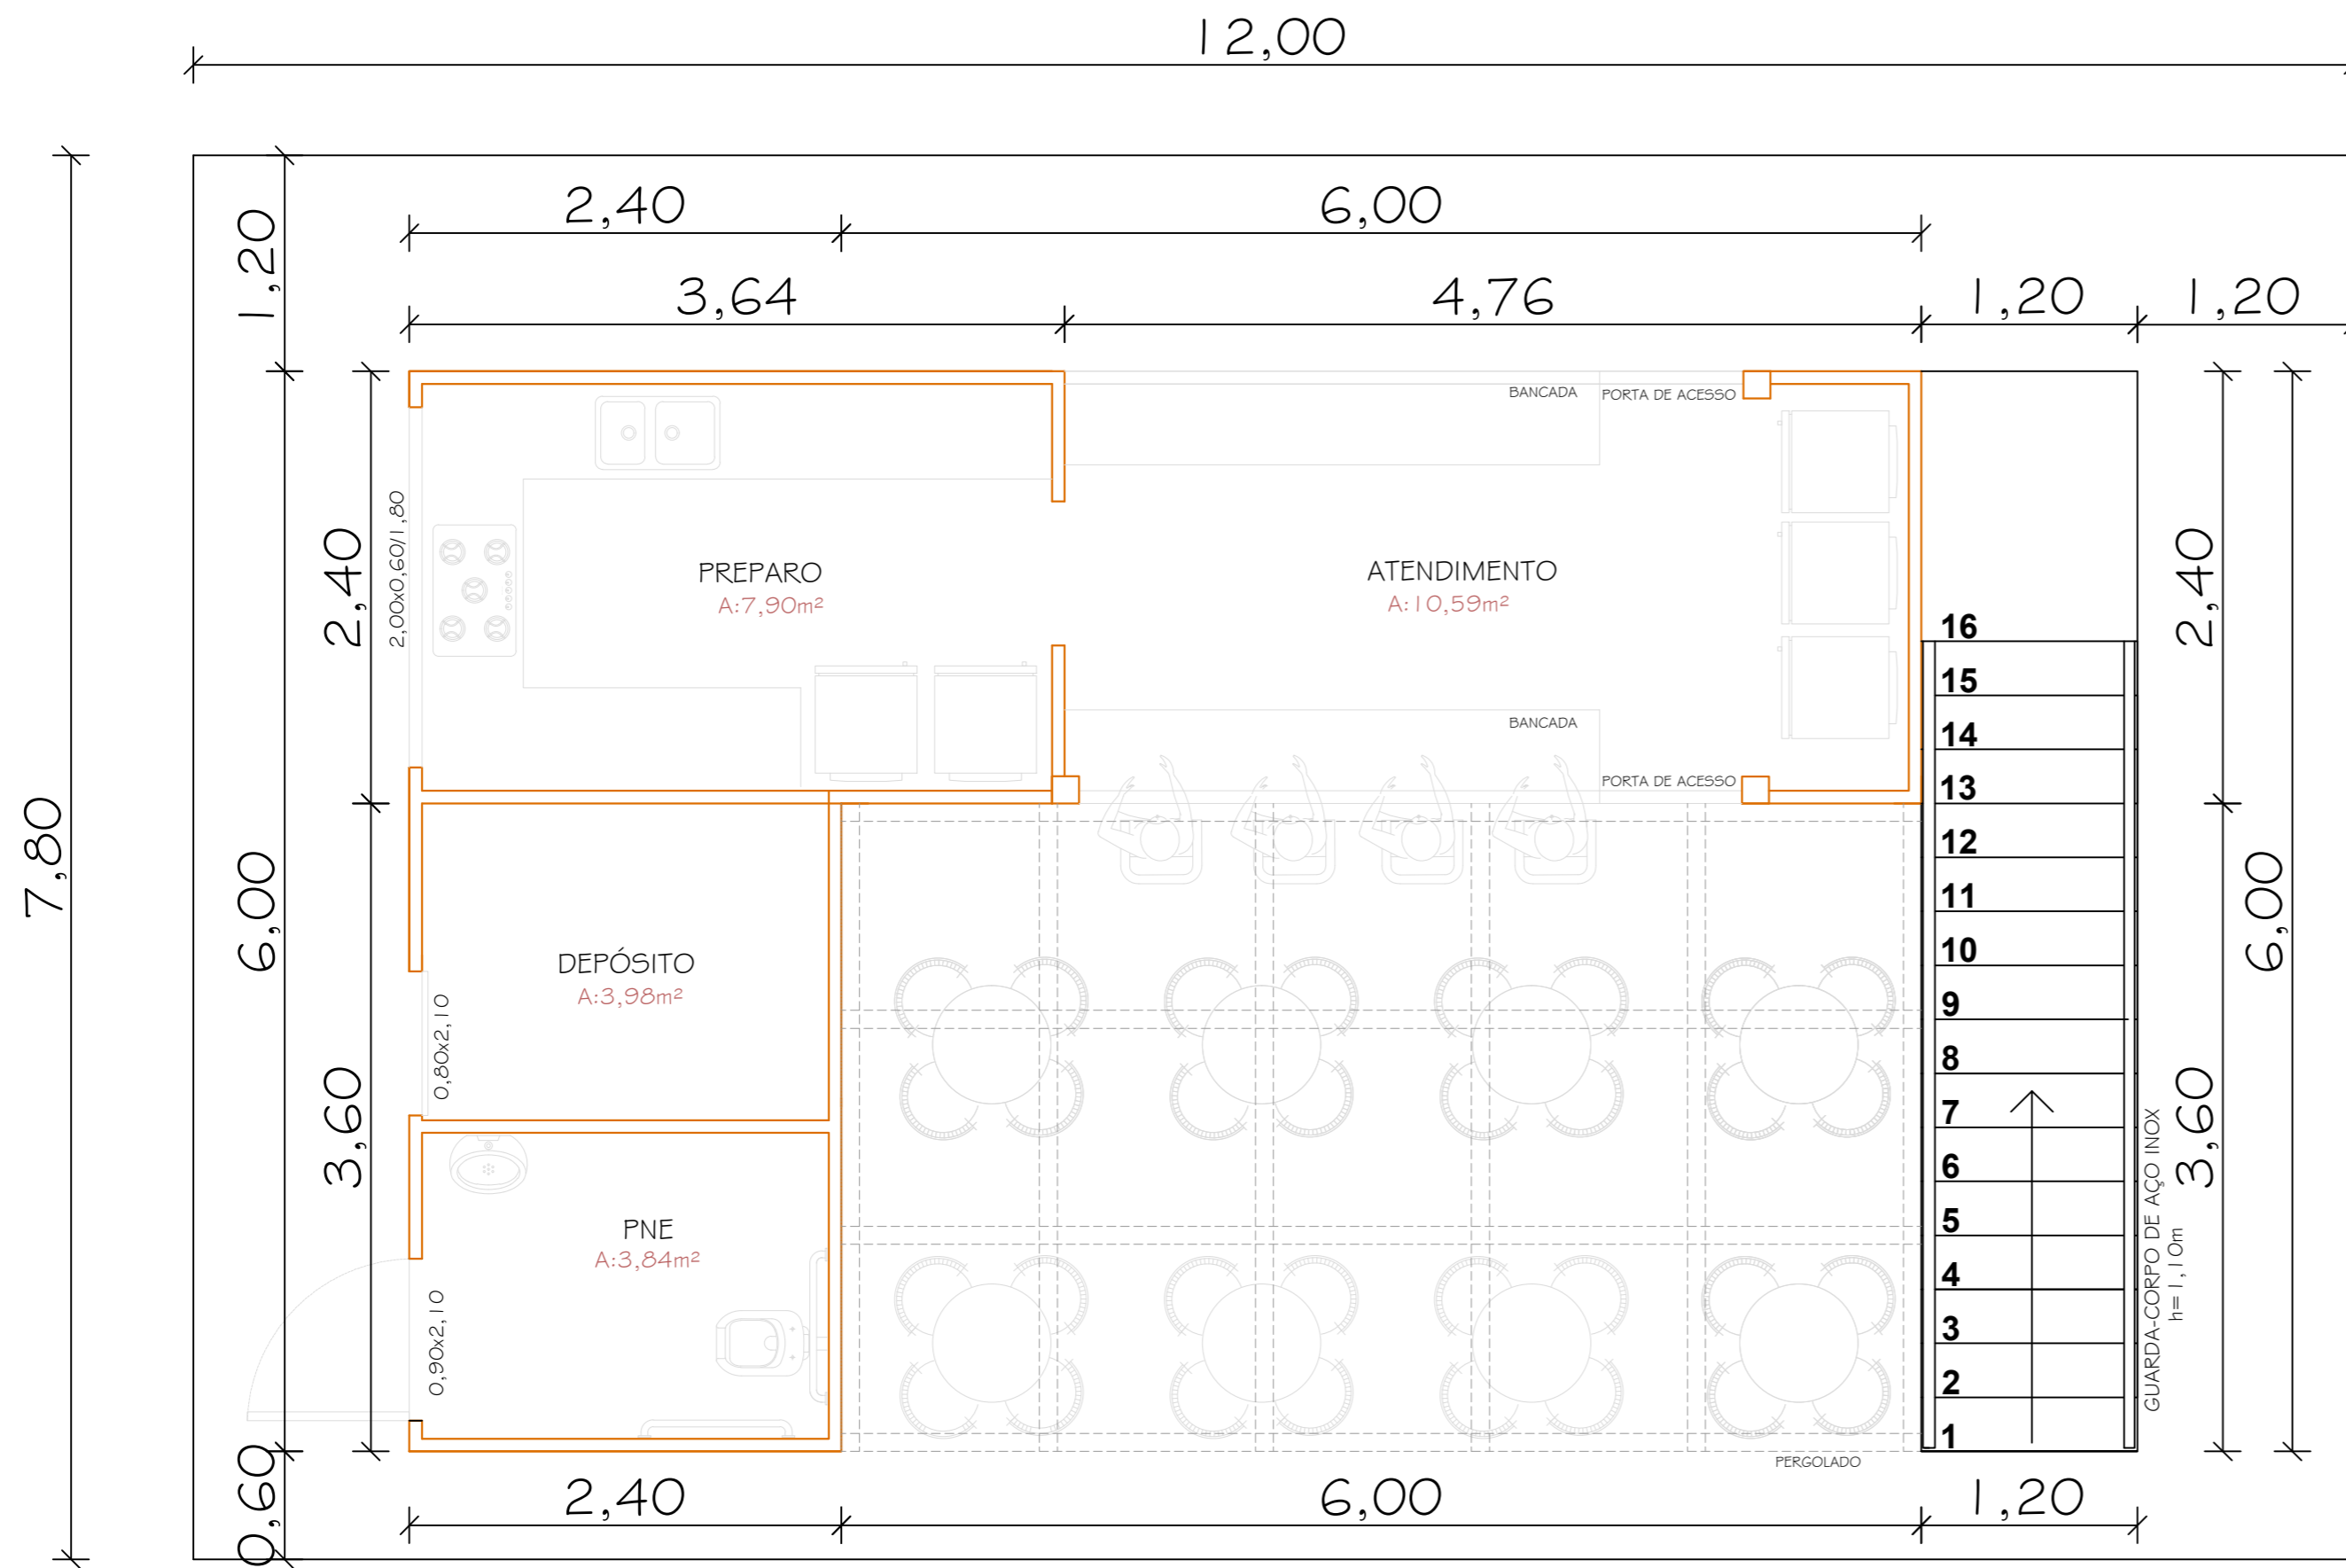 12,00
2,40
6,00
1,20
3,64
4,76
1,20
1,20
BANCADA
PORTA DE ACESSO
2,00x0,60/1,80
2,40
PREPARO
A:7,90m²
ATENDIMENTO
A:10,59m²
2,40
16
15
BANCADA
14
PORTA DE ACESSO
13
7,80
12
6,00
11
6,00
10
DEPÓSITO
A:3,98m²
9
0,80x2,10
8
3,60
7
3,60
6
GUARDA-CORPO DE AÇO INOX
h=1,10m
5
PNE
A:3,84m²
4
0,90x2,10
3
2
1
PERGOLADO
0,60
2,40
6,00
1,20